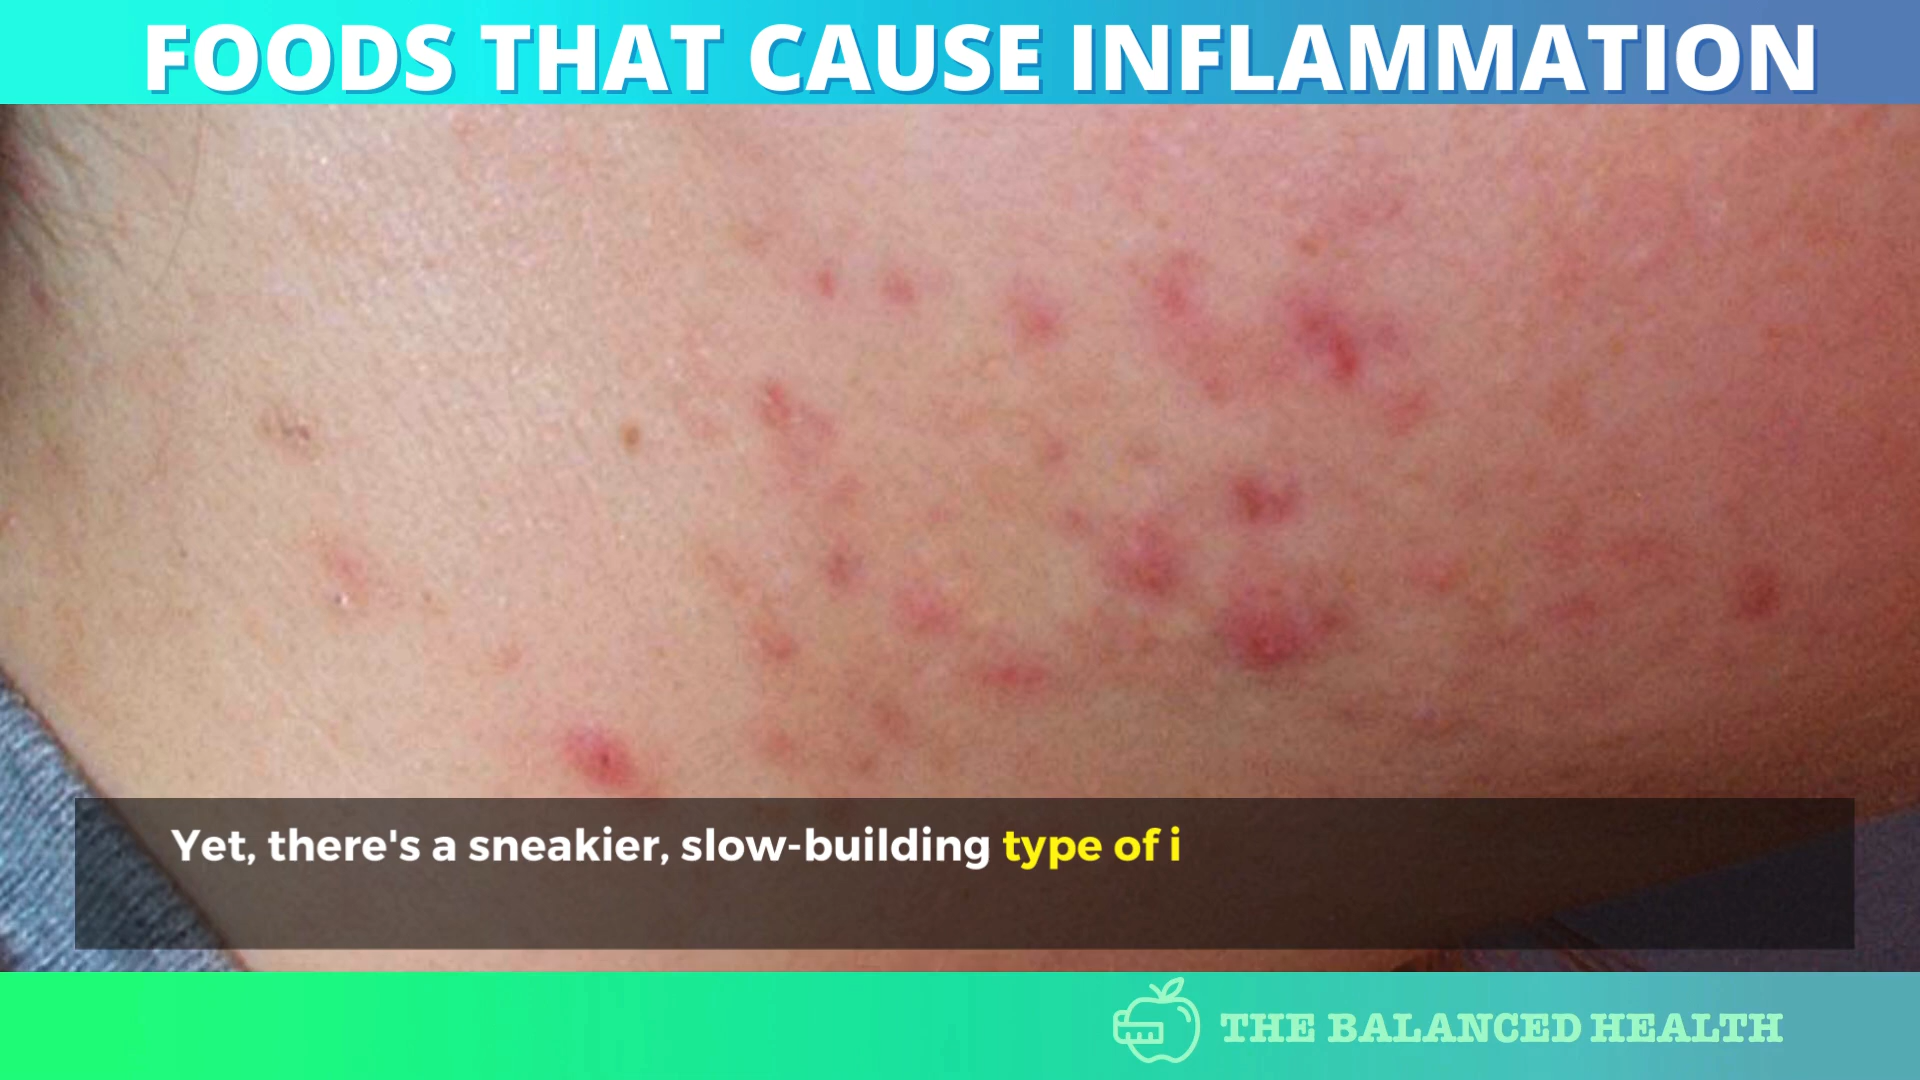 FOODS THAT CAUSE INFLAMMATION
Yet, there's a sneakier, slow-building type of i
THE BALANCED HEALTH